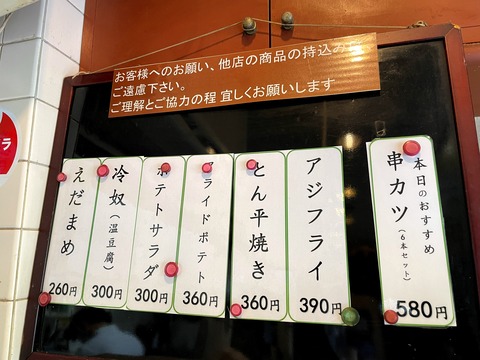 お客様へのお願い、他店の商品の持込み
ご遠慮下さい。
ご理解とご協力の程 宜しくお願いします
本日のおすすめ
串カツ(6本セット)
580円
アジフライ
390円
とん平焼き
360円
フライドポテト
360円
ポテトサラダ
300円
冷奴(温豆腐)
300円
えだまめ
260円
ラ